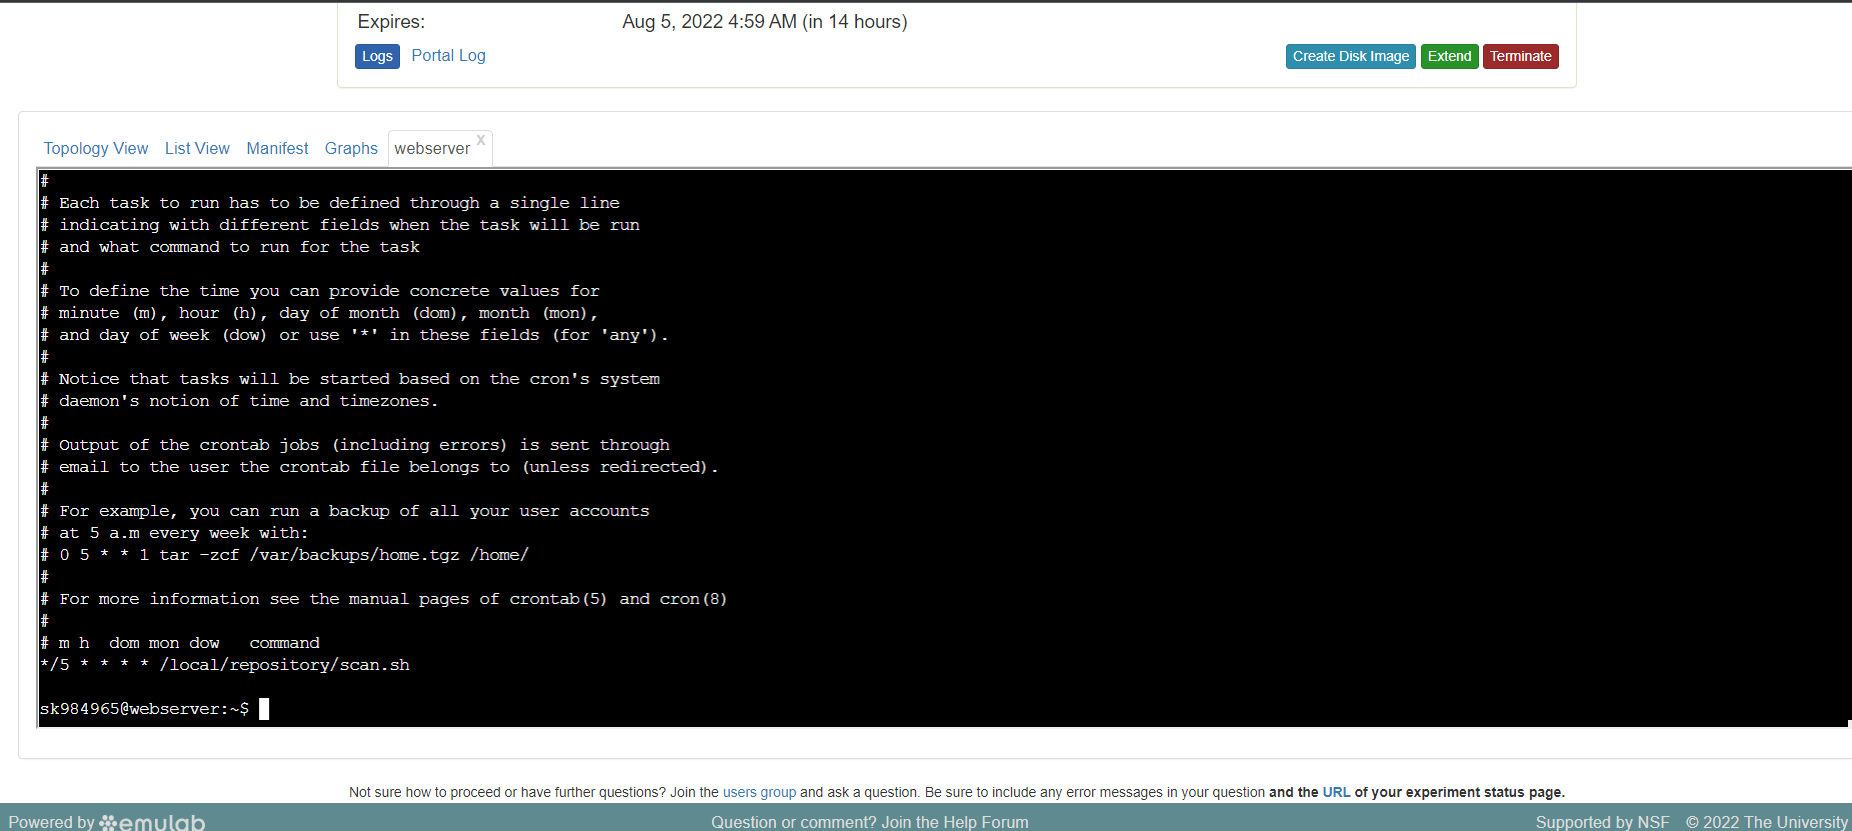 Expires: Aug 5, 2022 4:59 AM (in 14 hours)
Logs Portal Log Create Disk Image Extend Terminate
Topology View List View Manifest Graphs webserver x
#
# Each task to run has to be defined through a single line
# indicating with different fields when the task will be run
# and what command to run for the task
#
# To define the time you can provide concrete values for
# minute (m), hour (h), day of month (dom), month (mon),
# and day of week (dow) or use '*' in these fields (for 'any').
#
# Notice that tasks will be started based on the cron's system
# daemon's notion of time and timezones.
#
# Output of the crontab jobs (including errors) is sent through
# email to the user the crontab file belongs to (unless redirected).
#
# For example, you can run a backup of all your user accounts
# at 5 a.m every week with:
# 0 5 * * 1 tar -zcf /var/backups/home.tgz /home/
#
# For more information see the manual pages of crontab(5) and cron(8)
#
# m h  dom mon dow   command
*/5 * * * * /local/repository/scan.sh
sk984965@webserver:~$
Not sure how to proceed or have further questions? Join the users group and ask a question. Be sure to include any error messages in your question and the URL of your experiment status page.
Powered by emulab Question or comment? Join the Help Forum Supported by NSF © 2022 The University